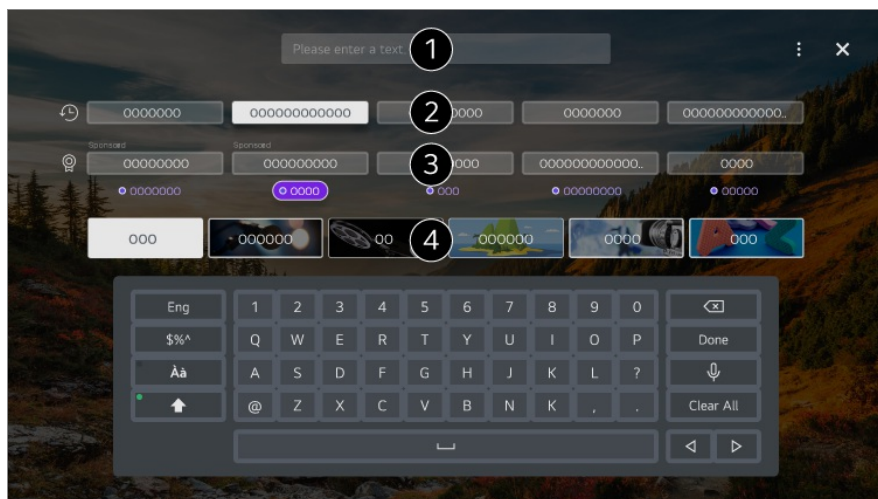 Please enter a text 1
0000000 000000000000 2 0000 0000000 000000000000..
Sponsored Sponsored
00000000 000000000 3 000 00000000000.. 0000
0000000 0000 000 00000000 00000
000 000000 00 4 000000 0000 000
Eng 1 2 3 4 5 6 7 8 9 0
$%^ Q W E R T Y U I O P Done
Àà A S D F G H J K L ?
@ Z X C V B N K , . Clear All